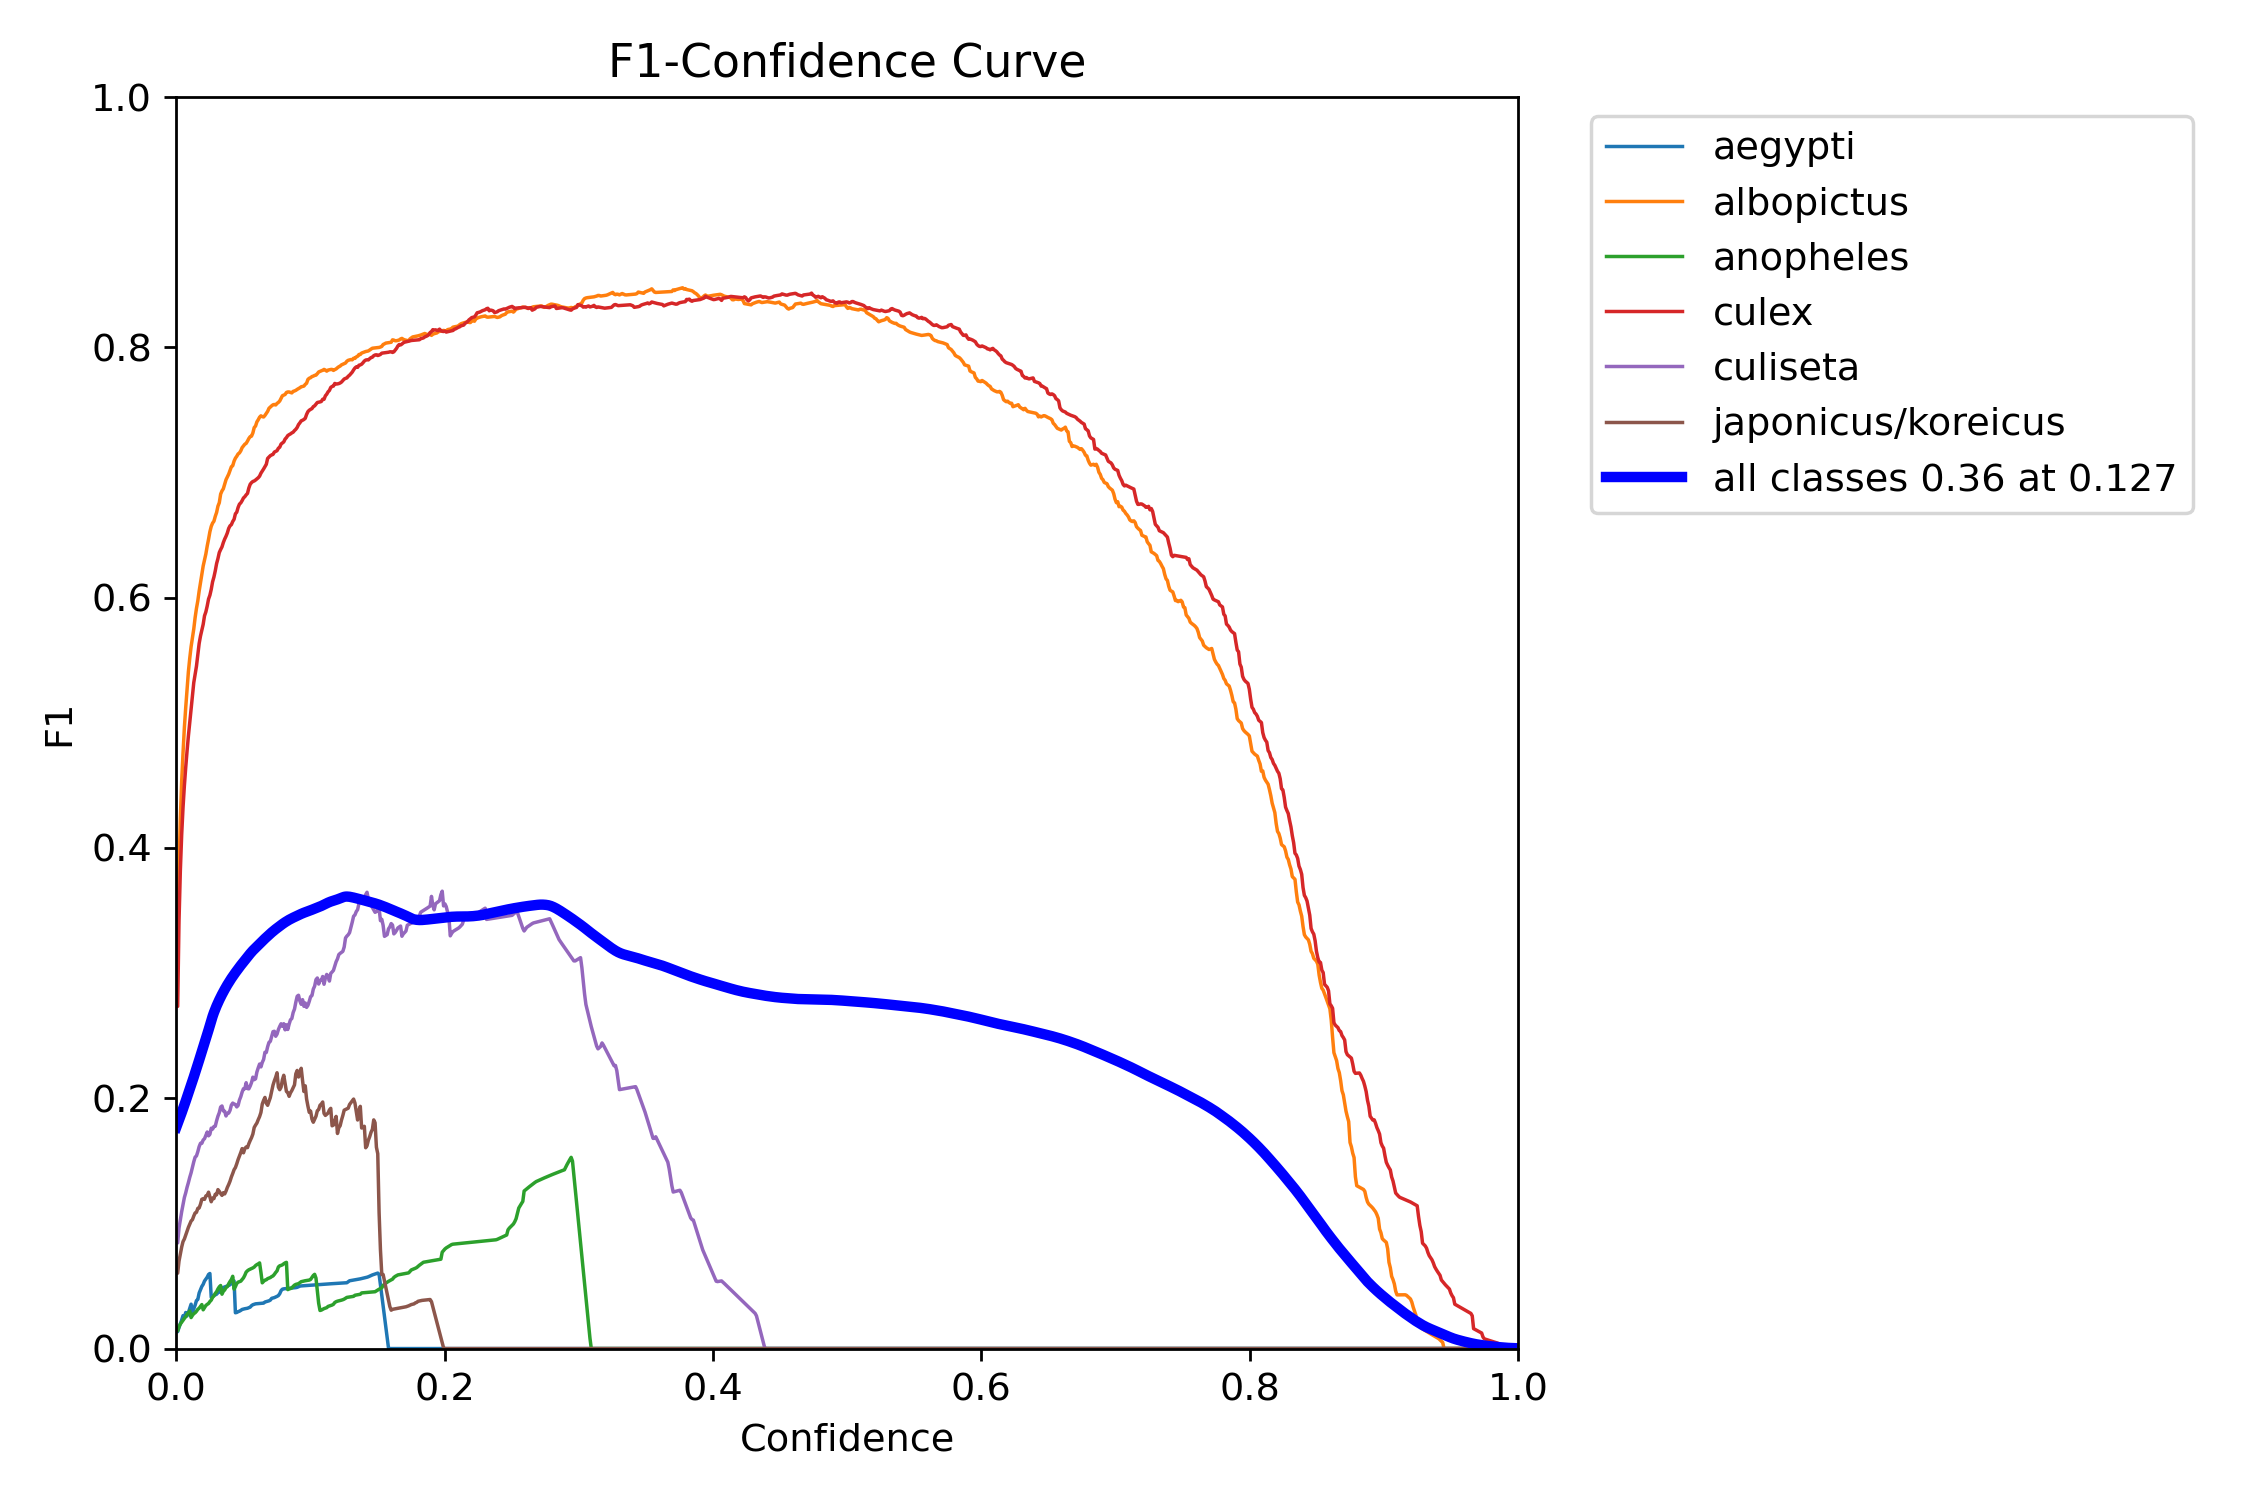 F1-Confidence Curve
1.0
0.8
0.6
0.4
0.2
0.0
F1
0.0 0.2 0.4 0.6 0.8 1.0
Confidence
aegypti
albopictus
anopheles
culex
culiseta
japonicus/koreicus
all classes 0.36 at 0.127